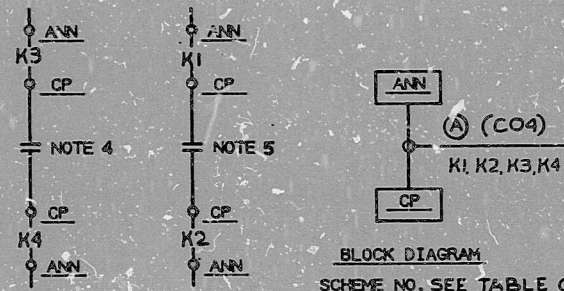 ANN
K3
CP
NOTE 4
CP
K4
ANN
ANN
K1
CP
NOTE 5
CP
K2
ANN
ANN
A (CO4)
K1, K2, K3, K4
CP
BLOCK DIAGRAM
SCHEME NO. SEE TABLE